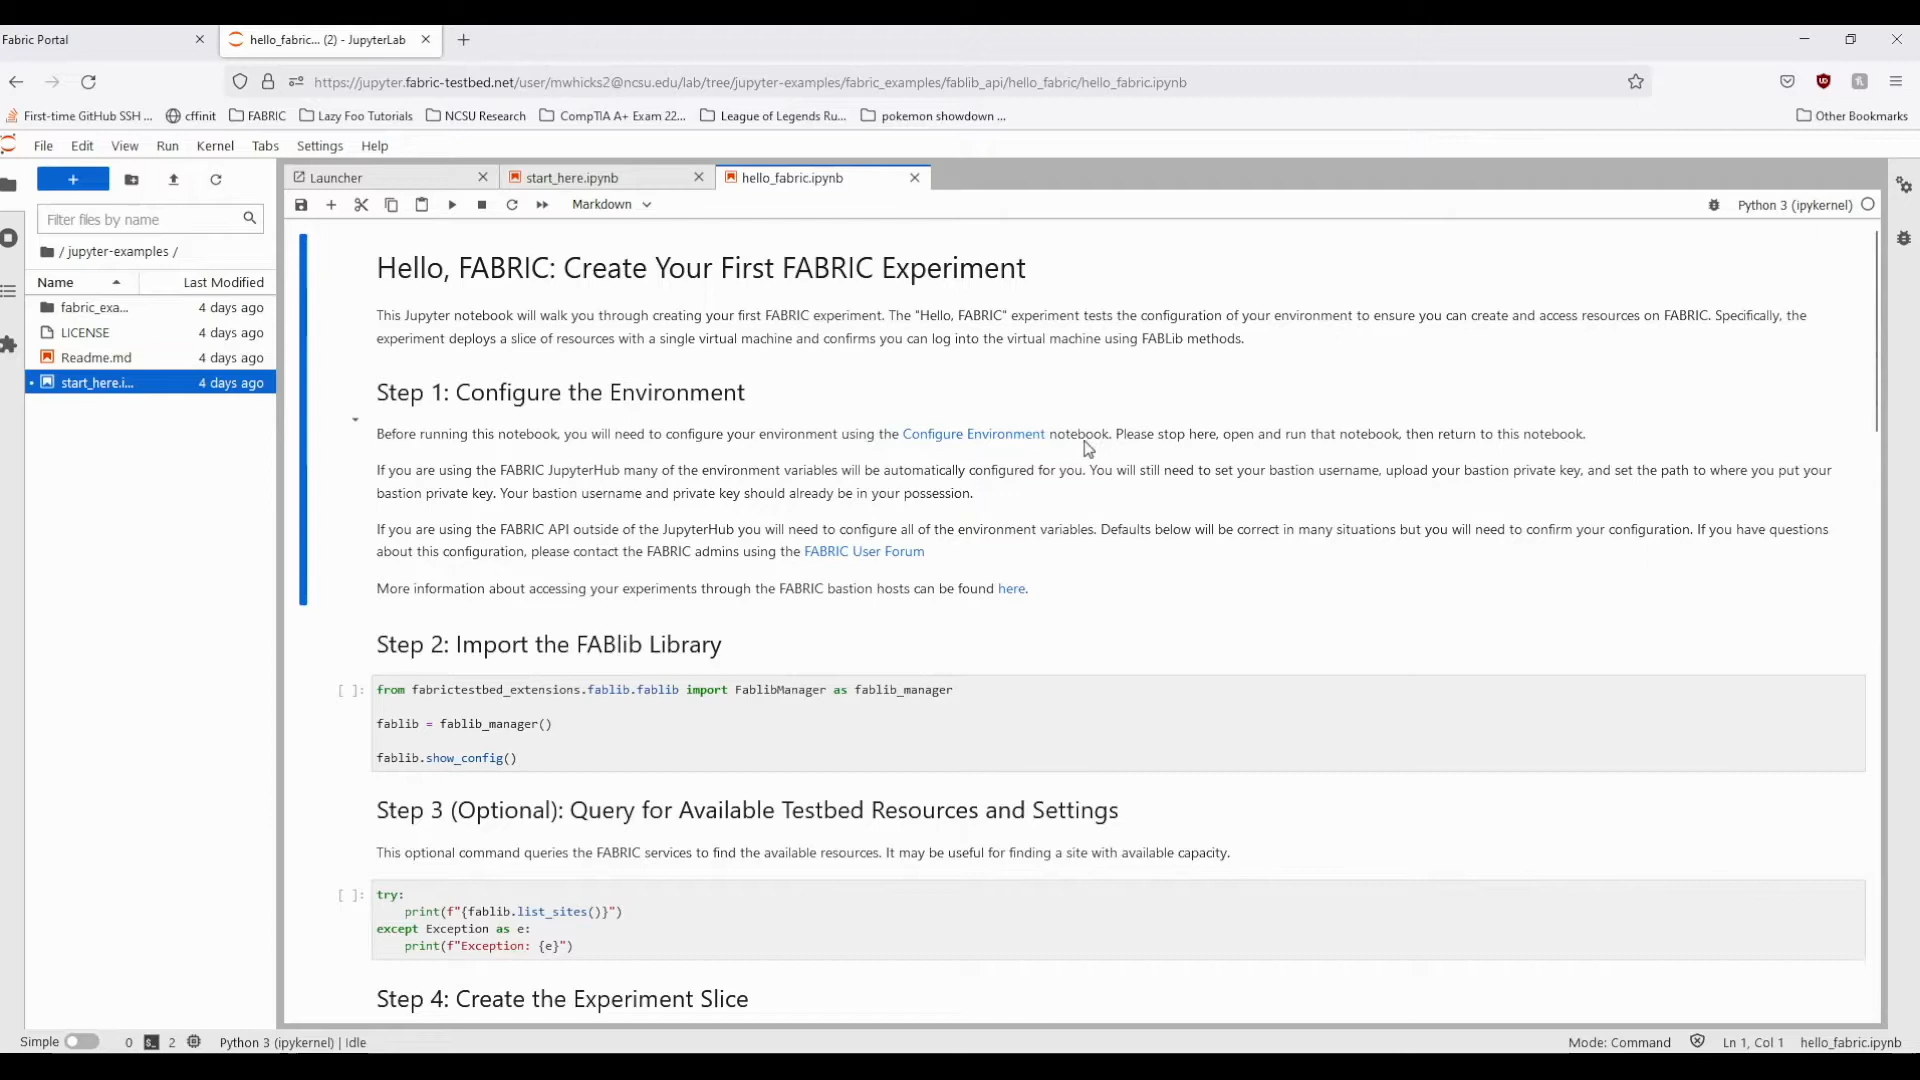 Fabric Portal
hello_fabric... (2) - JupyterLab
https://jupyter.fabric-testbed.net/user/mwhicks2@ncsu.edu/lab/tree/jupyter-examples/fabric_examples/fablib_api/hello_fabric/hello_fabric.ipynb
First-time GitHub SSH ... cffinit FABRIC Lazy Foo Tutorials NCSU Research CompTIA A+ Exam 22... League of Legends Ru... pokemon showdown ... Other Bookmarks
File Edit View Run Kernel Tabs Settings Help
Launcher start_here.ipynb hello_fabric.ipynb
Markdown Python 3 (ipykernel)
Filter files by name
/ jupyter-examples /
Name Last Modified
fabric_exa... 4 days ago
LICENSE 4 days ago
Readme.md 4 days ago
start_here.i... 4 days ago
Hello, FABRIC: Create Your First FABRIC Experiment
This Jupyter notebook will walk you through creating your first FABRIC experiment. The "Hello, FABRIC" experiment tests the configuration of your environment to ensure you can create and access resources on FABRIC. Specifically, the
experiment deploys a slice of resources with a single virtual machine and confirms you can log into the virtual machine using FABLib methods.
Step 1: Configure the Environment
Before running this notebook, you will need to configure your environment using the Configure Environment notebook. Please stop here, open and run that notebook, then return to this notebook.
If you are using the FABRIC JupyterHub many of the environment variables will be automatically configured for you. You will still need to set your bastion username, upload your bastion private key, and set the path to where you put your
bastion private key. Your bastion username and private key should already be in your possession.
If you are using the FABRIC API outside of the JupyterHub you will need to configure all of the environment variables. Defaults below will be correct in many situations but you will need to confirm your configuration. If you have questions
about this configuration, please contact the FABRIC admins using the FABRIC User Forum
More information about accessing your experiments through the FABRIC bastion hosts can be found here.
Step 2: Import the FABlib Library
[ ]: from fabrictestbed_extensions.fablib.fablib import FablibManager as fablib_manager
fablib = fablib_manager()
fablib.show_config()
Step 3 (Optional): Query for Available Testbed Resources and Settings
This optional command queries the FABRIC services to find the available resources. It may be useful for finding a site with available capacity.
[ ]: try:
print(f"{fablib.list_sites()}")
except Exception as e:
print(f"Exception: {e}")
Step 4: Create the Experiment Slice
Simple 0 2 Python 3 (ipykernel) | Idle Mode: Command Ln 1, Col 1 hello_fabric.ipynb